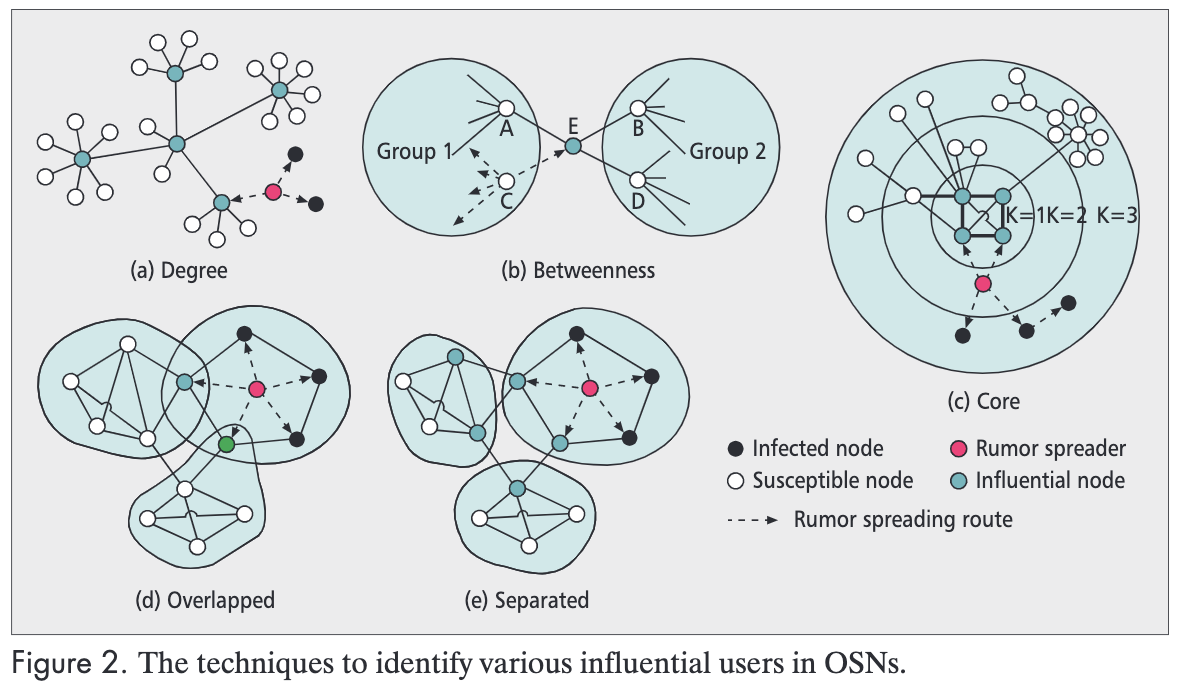 A
E
B
Group 1
Group 2
C
D
K=1K=2 K=3
(a) Degree
(b) Betweenness
(c) Core
Infected node
Rumor spreader
Susceptible node
Influential node
Rumor spreading route
(d) Overlapped
(e) Separated
Figure 2. The techniques to identify various influential users in OSNs.